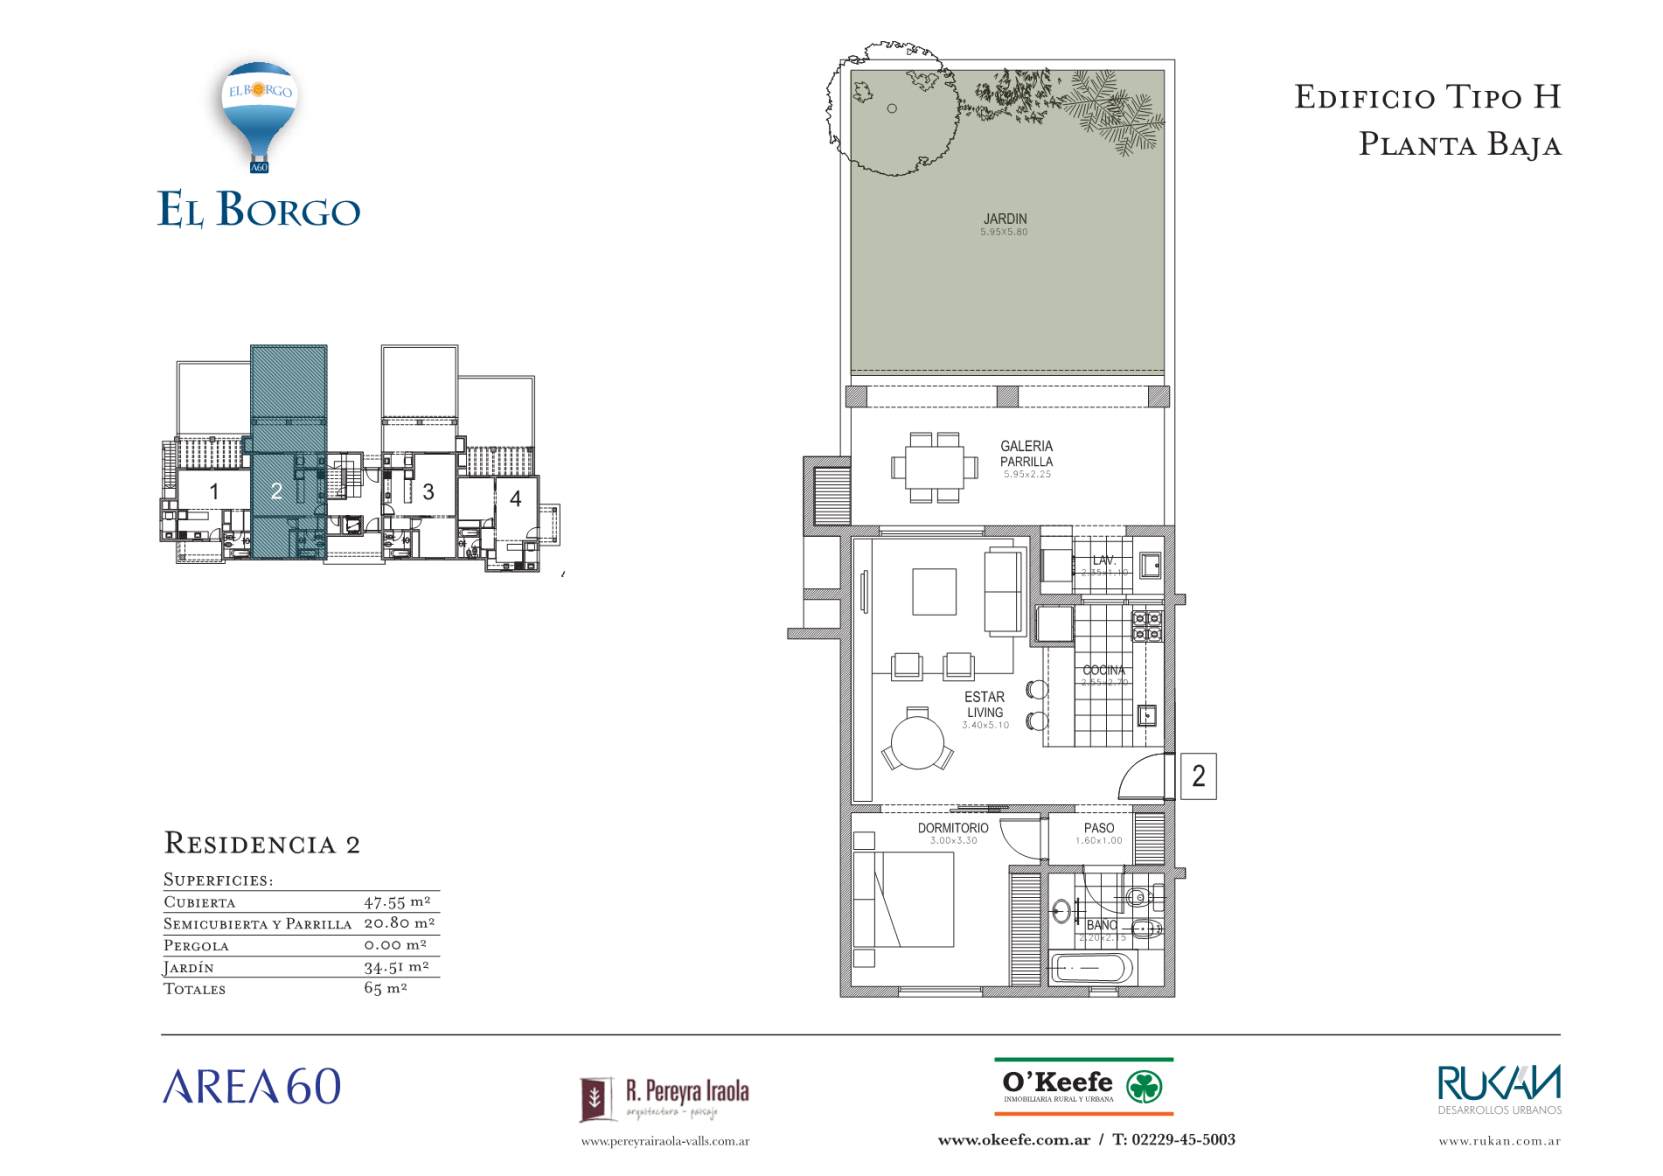 EL BORGO
A60
EL BORGO
EDIFICIO TIPO H
PLANTA BAJA
JARDIN
5.95X5.80
GALERIA
PARRILLA
5.95x2.25
LAV.
2.35x1.10
COCINA
2.55x2.70
ESTAR
LIVING
3.40x5.10
2
DORMITORIO
3.00x3.30
PASO
1.60x1.00
BAÑO
2.20x2.15
1
2
3
4
RESIDENCIA 2
SUPERFICIES:
CUBIERTA 47.55 m²
SEMICUBIERTA Y PARRILLA 20.80 m²
PERGOLA 0.00 m²
JARDÍN 34.51 m²
TOTALES 65 m²
AREA60
R. Pereyra Iraola
arquitectura - paisaje
www.pereyrairaola-valls.com.ar
O'Keefe
INMOBILIARIA RURAL Y URBANA
www.okeefe.com.ar / T: 02229-45-5003
RUKAN
DESARROLLOS URBANOS
www.rukan.com.ar